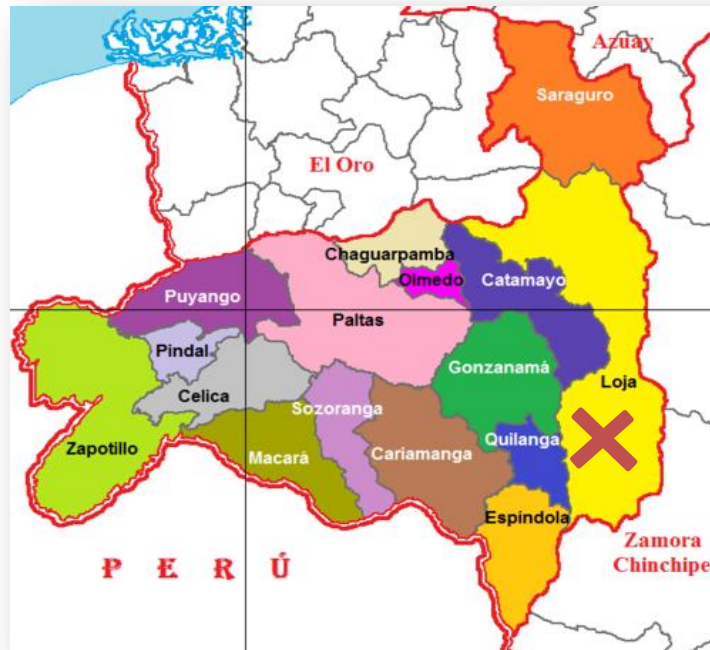 Azuay
Saraguro
El Oro
Chaguarpamba
Olmedo
Catamayo
Puyango
Paltas
Pindal
Gonzanamá
Loja
Celica
Sozoranga
Quilanga
Zapotillo
Macará
Cariamanga
Espíndola
Zamora
Chinchipe
P E R Ú